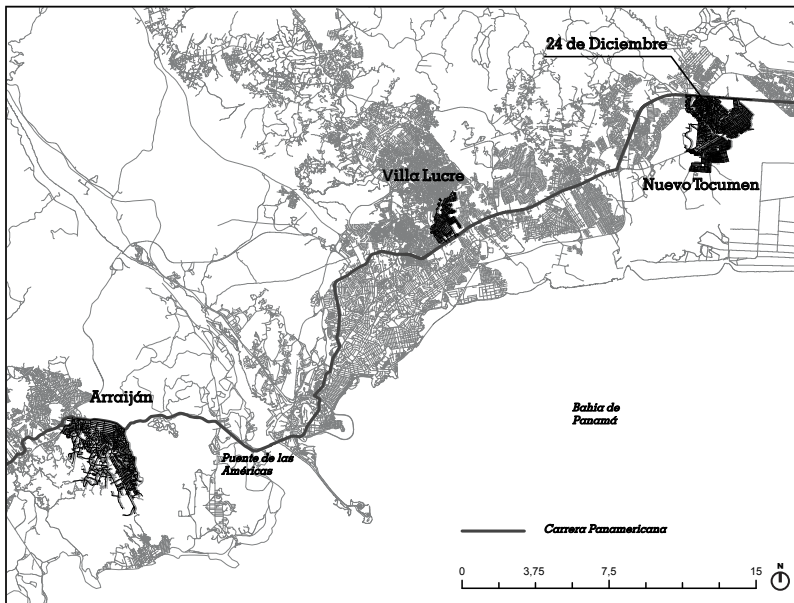 24 de Diciembre
Villa Lucre
Nuevo Tocumen
Arraiján
Bahia de
Panamá
Puente de las
Américas
Carrera Panamericana
0 3,75 7,5 15
N